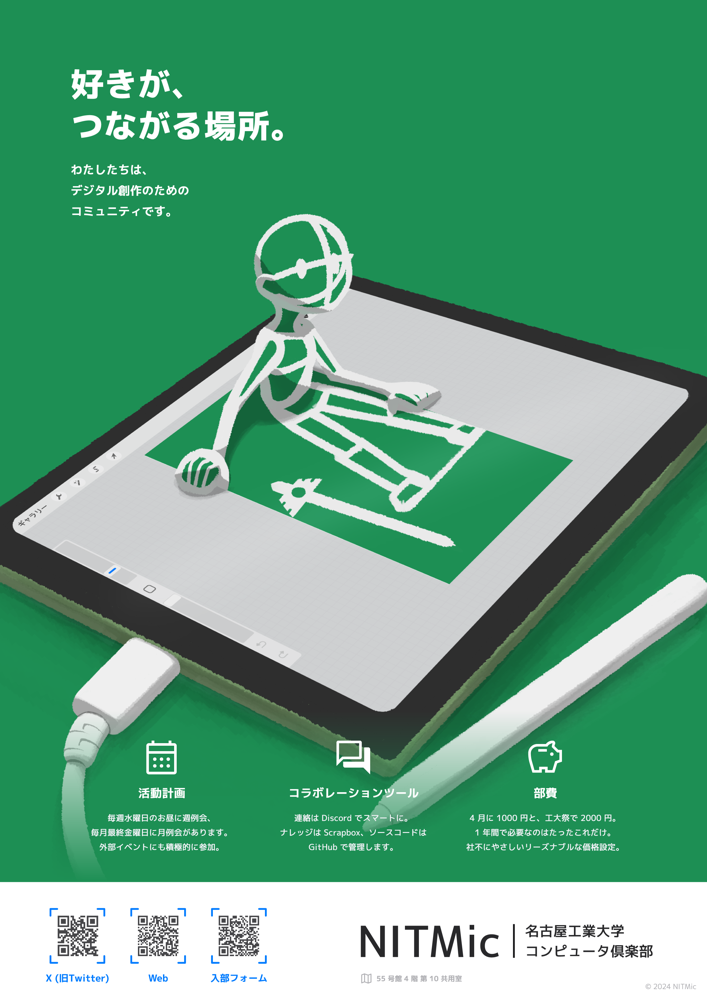 好きが、
つながる場所。
わたしたちは、
デジタル創作のための
コミュニティです。
ギャラリー
活動計画
毎週水曜日のお昼に週例会、
毎月最終金曜日に月例会があります。
外部イベントにも積極的に参加。
コラボレーションツール
連絡は Discord でスマートに。
ナレッジは Scrapbox、ソースコードは
GitHub で管理します。
部費
4 月に 1000 円と、工大祭で 2000 円。
1 年間で必要なのはたったこれだけ。
社不にやさしいリーズナブルな価格設定。
X (旧Twitter)
Web
入部フォーム
NITMic
名古屋工業大学
コンピュータ倶楽部
55 号館 4 階 第 10 共用室
© 2024 NITMic